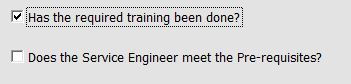 Has the required training been done?
Does the Service Engineer meet the Pre-requisites?